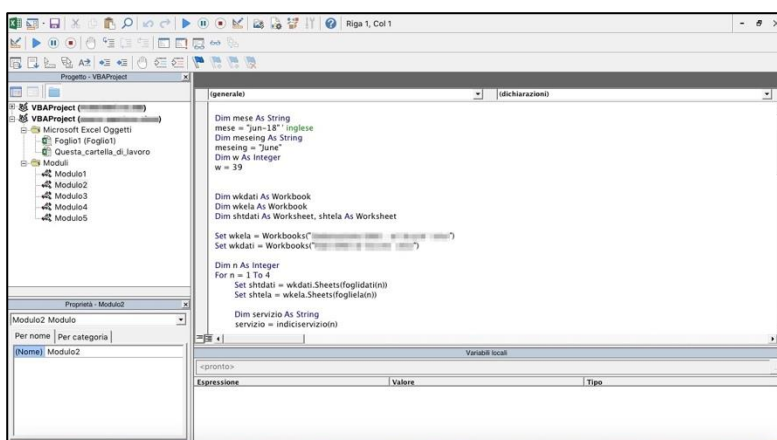 Riga 1, Col 1
Progetto - VBAProject
VBAProject (
VBAProject (
Microsoft Excel Oggetti
Foglio1 (Foglio1)
Questa_cartella_di_lavoro
Moduli
Modulo1
Modulo2
Modulo3
Modulo4
Modulo5
Proprietà - Modulo2
Modulo2 Modulo
Per nome Per categoria
(Nome) Modulo2
(generale) (dichiarazioni)
Dim mese As String
mese = "jun-18" ' inglese
Dim meseing As String
meseing = "June"
Dim w As Integer
w = 39
Dim wkdati As Workbook
Dim wkela As Workbook
Dim shtdati As Worksheet, shtela As Worksheet
Set wkela = Workbooks(" ")
Set wkdati = Workbooks(" ")
Dim n As Integer
For n = 1 To 4
Set shtdati = wkdati.Sheets(foglidati(n))
Set shtela = wkela.Sheets(fogliela(n))
Dim servizio As String
servizio = indiciservizio(n)
Variabili locali
<pronto>
Espressione Valore Tipo